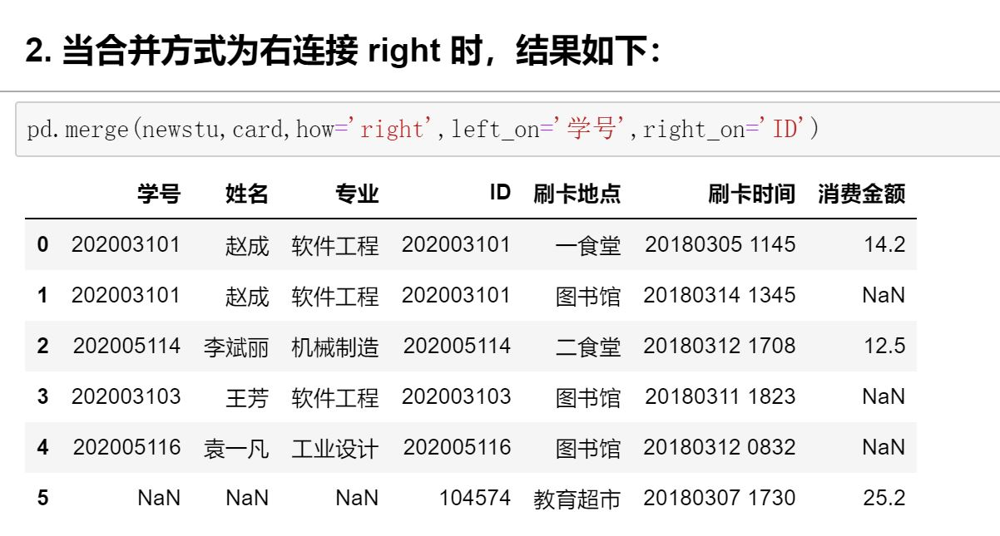 2. 当合并方式为右连接 right 时，结果如下：
pd.merge(newstu,card,how='right',left_on='学号',right_on='ID')
学号 姓名 专业 ID 刷卡地点 刷卡时间 消费金额
0 202003101 赵成 软件工程 202003101 一食堂 20180305 1145 14.2
1 202003101 赵成 软件工程 202003101 图书馆 20180314 1345 NaN
2 202005114 李斌丽 机械制造 202005114 二食堂 20180312 1708 12.5
3 202003103 王芳 软件工程 202003103 图书馆 20180311 1823 NaN
4 202005116 袁一凡 工业设计 202005116 图书馆 20180312 0832 NaN
5 NaN NaN NaN 104574 教育超市 20180307 1730 25.2